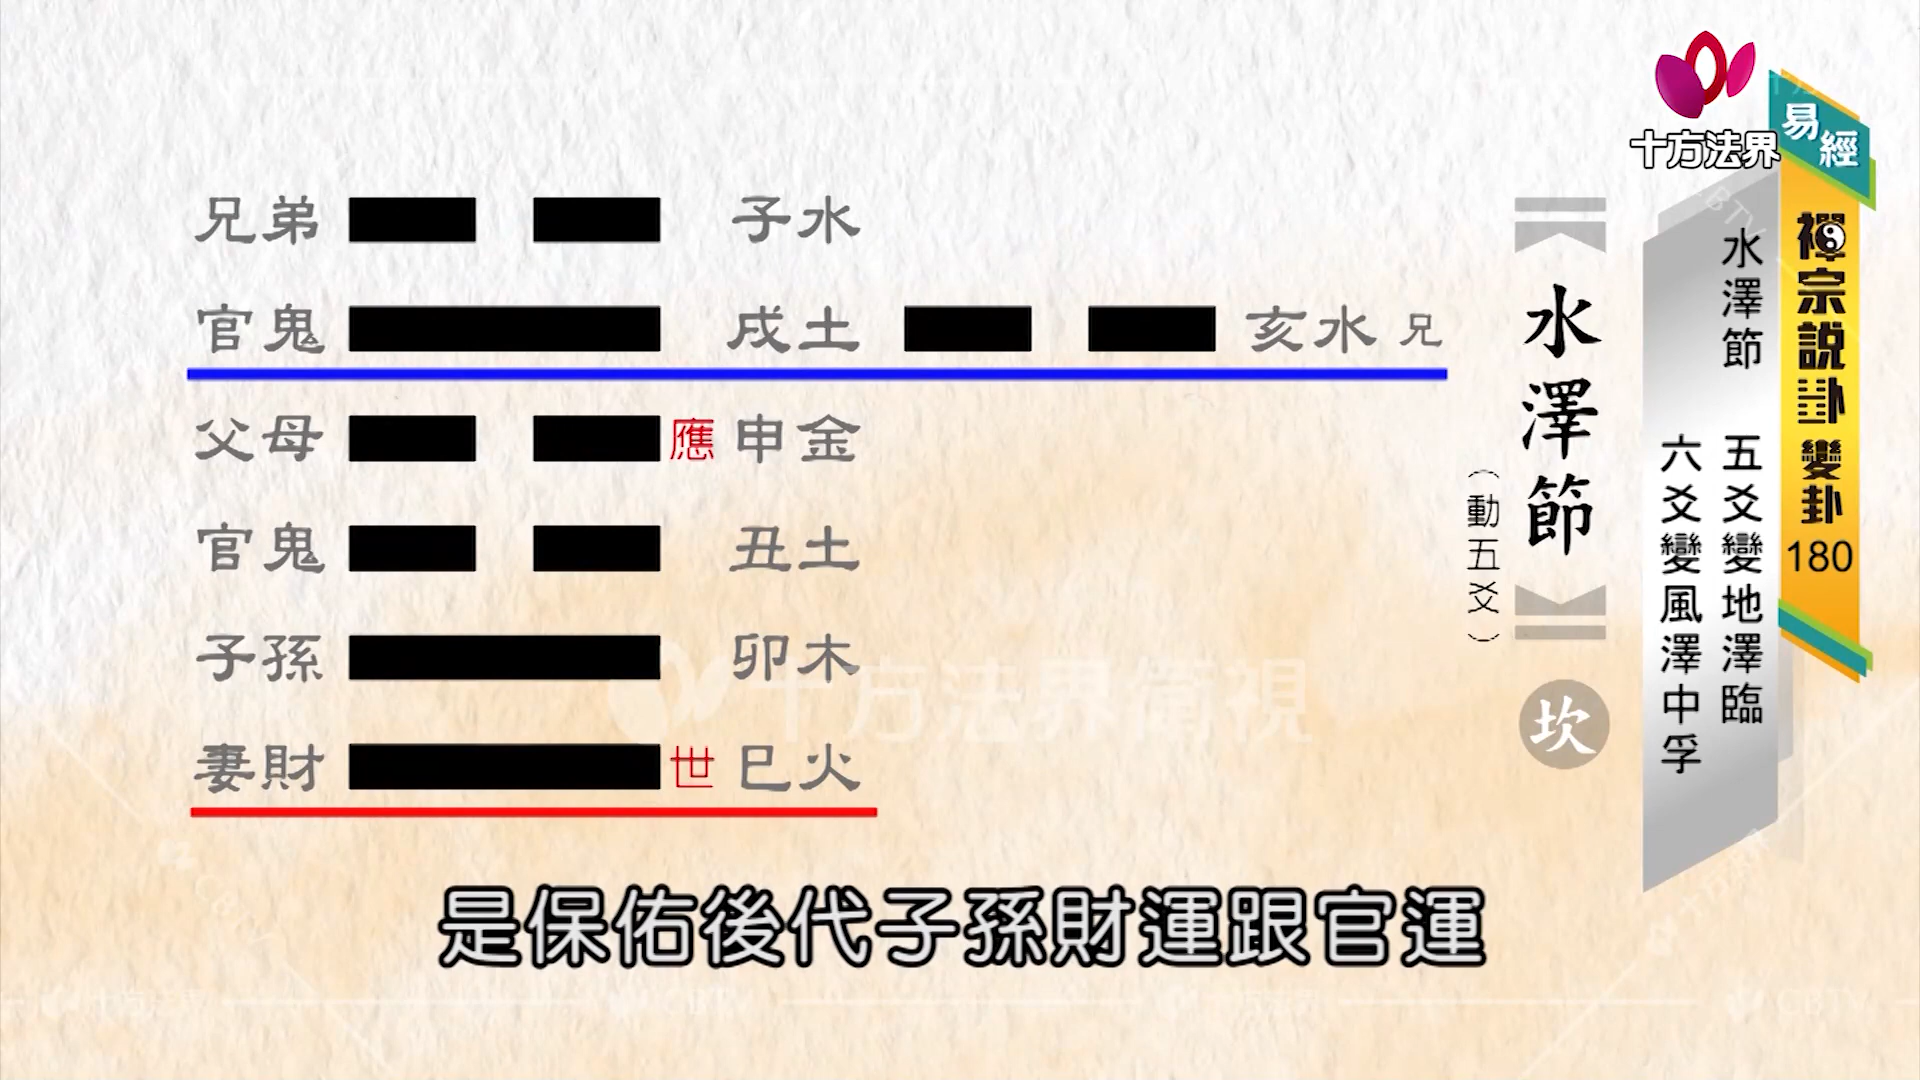 十方法界
易經
禪宗說卦 變卦 180
水澤節 五爻變地澤臨
六爻變風澤中孚
水澤節
(動五爻)
坎
兄弟 子水
官鬼 戌土 亥水 兄
父母 應 申金
官鬼 丑土
子孫 卯木
妻財 世 巳火
十方法界衛視
是保佑後代子孫財運跟官運